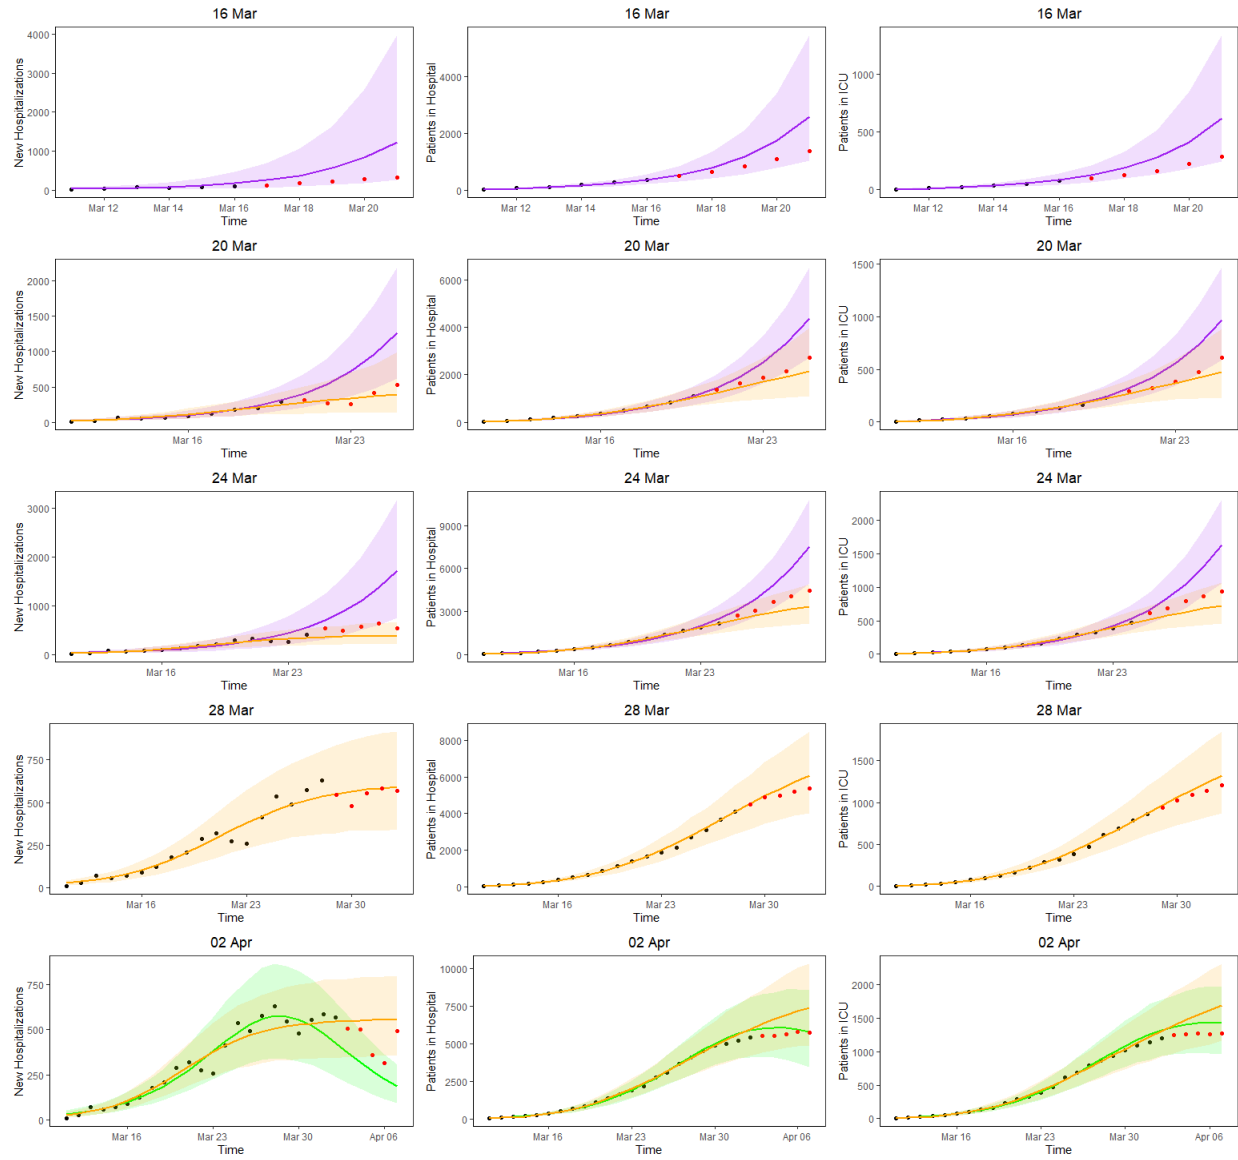 16 Mar
New Hospitalizations
4000
3000
2000
1000
0
Mar 12 Mar 14 Mar 16 Mar 18 Mar 20
Time
16 Mar
Patients in Hospital
4000
2000
0
Mar 12 Mar 14 Mar 16 Mar 18 Mar 20
Time
16 Mar
Patients in ICU
1000
500
0
Mar 12 Mar 14 Mar 16 Mar 18 Mar 20
Time
20 Mar
New Hospitalizations
2000
1500
1000
500
0
Mar 16 Mar 23
Time
20 Mar
Patients in Hospital
6000
4000
2000
0
Mar 16 Mar 23
Time
20 Mar
Patients in ICU
1500
1000
500
0
Mar 16 Mar 23
Time
24 Mar
New Hospitalizations
3000
2000
1000
0
Mar 16 Mar 23
Time
24 Mar
Patients in Hospital
9000
6000
3000
0
Mar 16 Mar 23
Time
24 Mar
Patients in ICU
2000
1500
1000
500
0
Mar 16 Mar 23
Time
28 Mar
New Hospitalizations
750
500
250
0
Mar 16 Mar 23 Mar 30
Time
28 Mar
Patients in Hospital
8000
6000
4000
2000
0
Mar 16 Mar 23 Mar 30
Time
28 Mar
Patients in ICU
1500
1000
500
0
Mar 16 Mar 23 Mar 30
Time
02 Apr
New Hospitalizations
750
500
250
0
Mar 16 Mar 23 Mar 30 Apr 06
Time
02 Apr
Patients in Hospital
10000
7500
5000
2500
0
Mar 16 Mar 23 Mar 30 Apr 06
Time
02 Apr
Patients in ICU
2000
1500
1000
500
0
Mar 16 Mar 23 Mar 30 Apr 06
Time